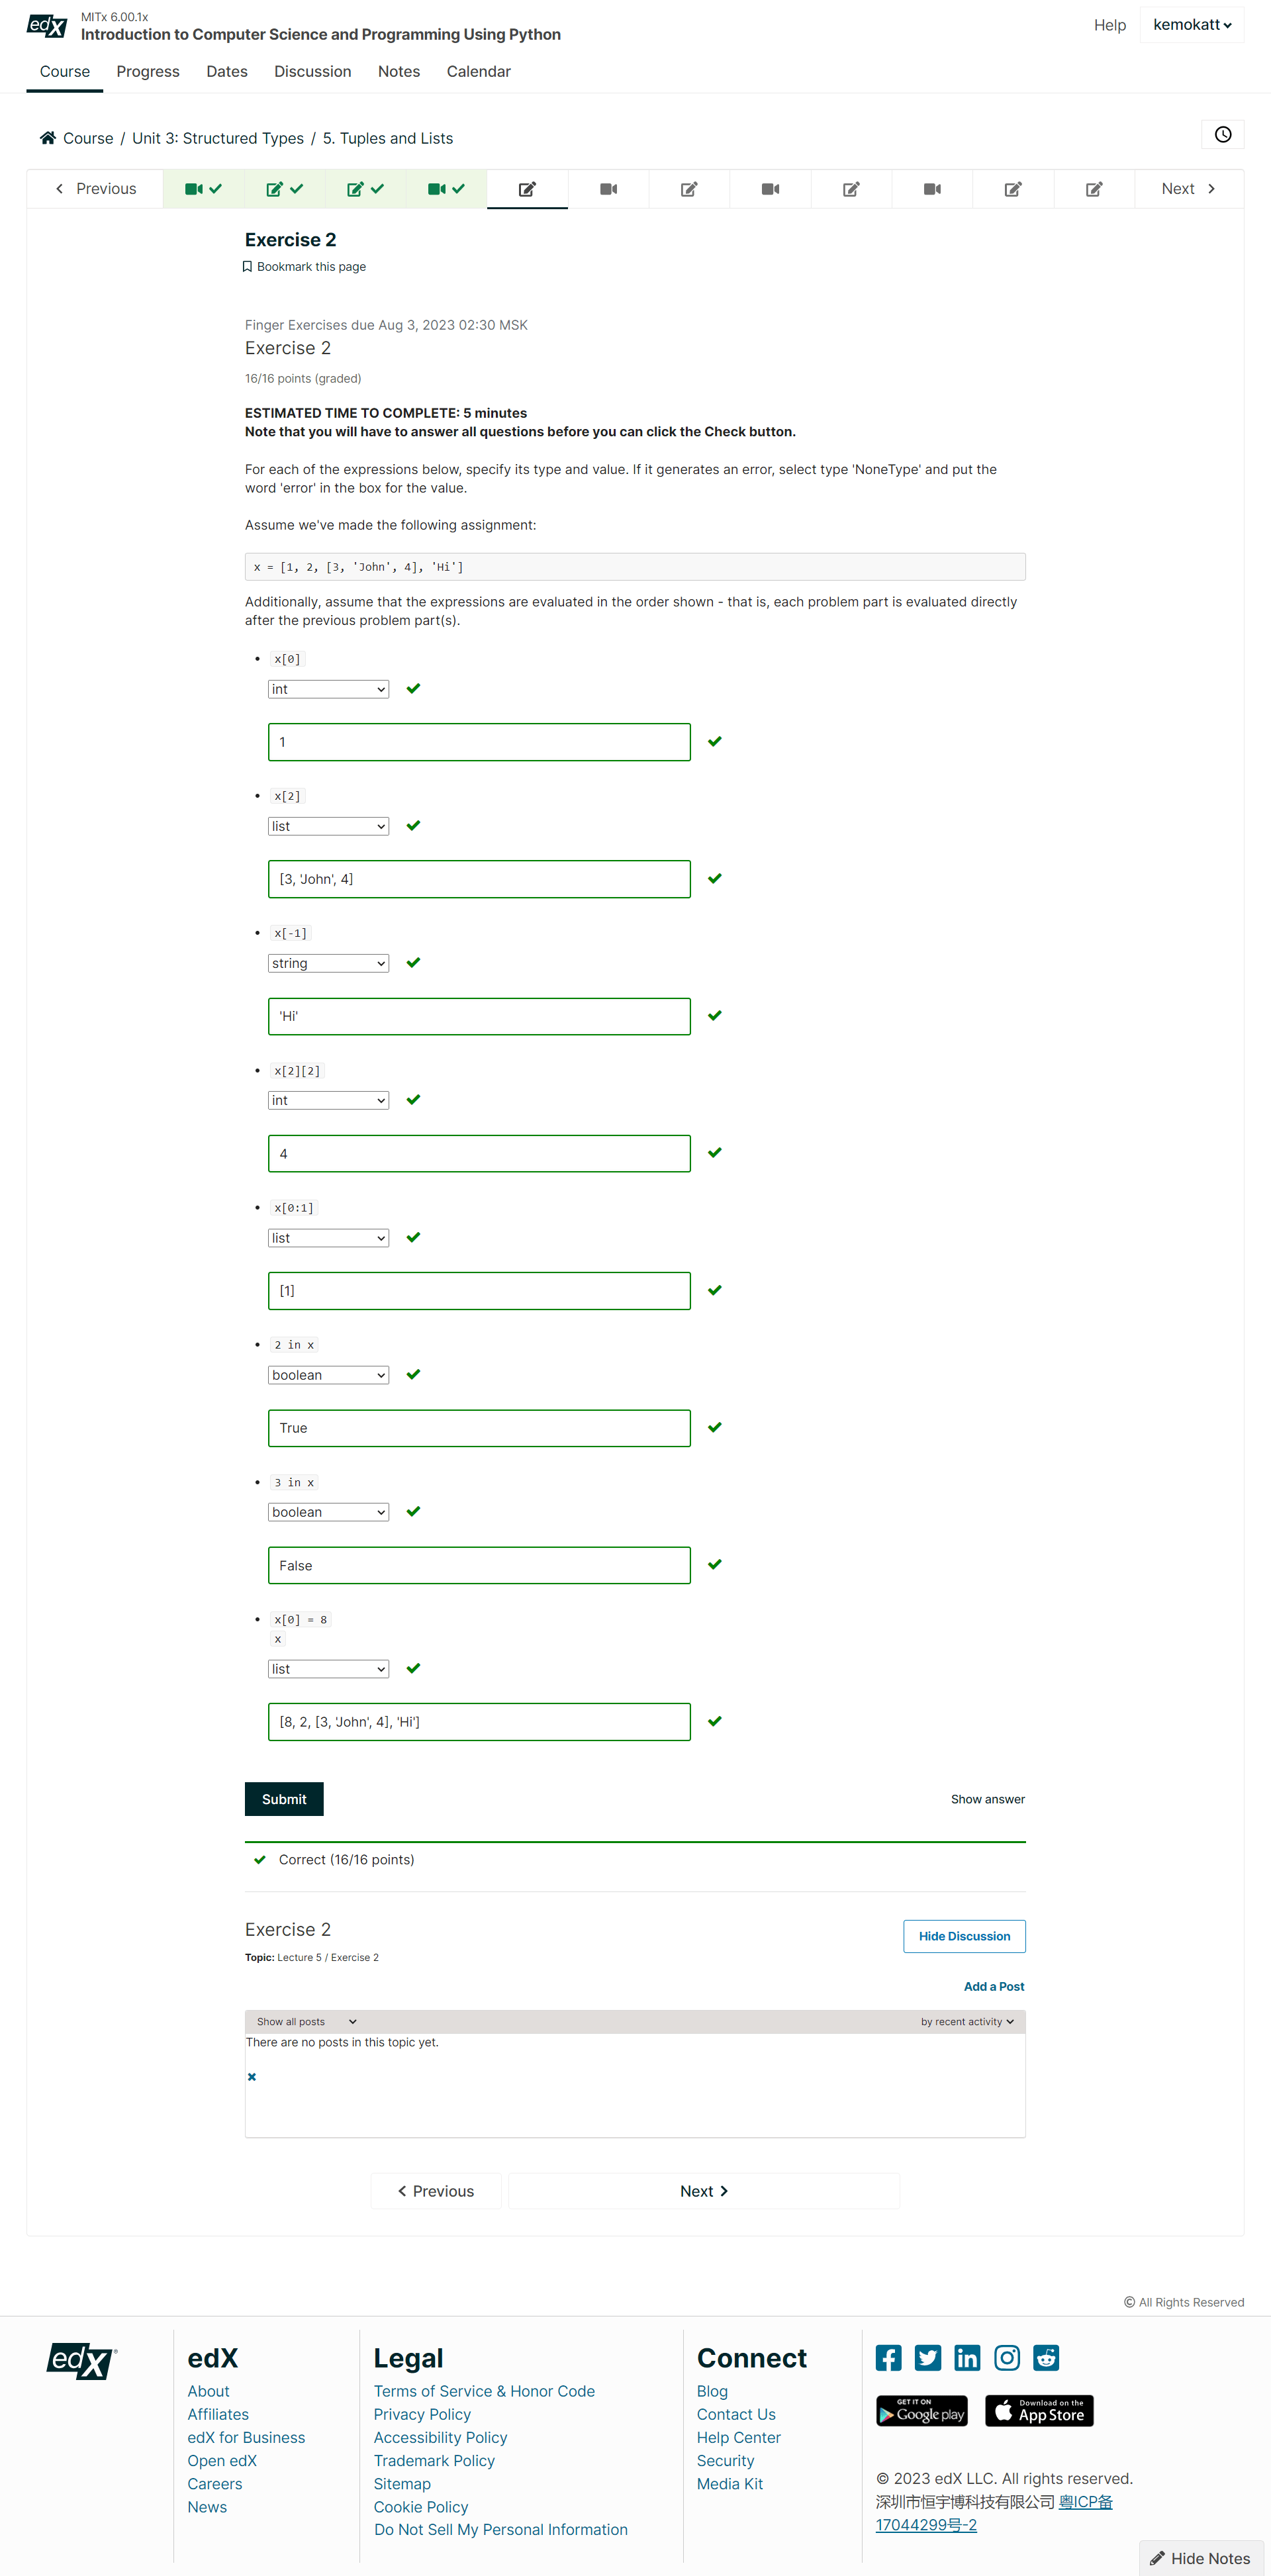 edX
MITx 6.00.1x
Introduction to Computer Science and Programming Using Python
Help
kemokatt
Course
Progress
Dates
Discussion
Notes
Calendar
Course / Unit 3: Structured Types / 5. Tuples and Lists
Previous
Next
Exercise 2
Bookmark this page
Finger Exercises due Aug 3, 2023 02:30 MSK
Exercise 2
16/16 points (graded)
ESTIMATED TIME TO COMPLETE: 5 minutes
Note that you will have to answer all questions before you can click the Check button.
For each of the expressions below, specify its type and value. If it generates an error, select type 'NoneType' and put the
word 'error' in the box for the value.
Assume we've made the following assignment:
x = [1, 2, [3, 'John', 4], 'Hi']
Additionally, assume that the expressions are evaluated in the order shown - that is, each problem part is evaluated directly
after the previous problem part(s).
x[0]
int
1
x[2]
list
[3, 'John', 4]
x[-1]
string
'Hi'
x[2][2]
int
4
x[0:1]
list
[1]
2 in x
boolean
True
3 in x
boolean
False
x[0] = 8
x
list
[8, 2, [3, 'John', 4], 'Hi']
Submit
Show answer
Correct (16/16 points)
Exercise 2
Hide Discussion
Topic: Lecture 5 / Exercise 2
Add a Post
Show all posts
by recent activity
There are no posts in this topic yet.
Previous
Next
© All Rights Reserved
edX®
edX
About
Affiliates
edX for Business
Open edX
Careers
News
Legal
Terms of Service & Honor Code
Privacy Policy
Accessibility Policy
Trademark Policy
Sitemap
Cookie Policy
Do Not Sell My Personal Information
Connect
Blog
Contact Us
Help Center
Security
Media Kit
GET IT ON
Google play
Download on the
App Store
© 2023 edX LLC. All rights reserved.
深圳市恒宇博科技有限公司 粤ICP备
17044299号-2
Hide Notes